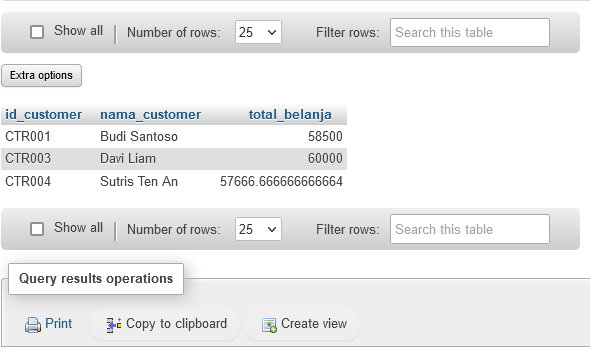 Show all Number of rows: 25 Filter rows: Search this table
Extra options
id_customer nama_customer total_belanja
CTR001 Budi Santoso 58500
CTR003 Davi Liam 60000
CTR004 Sutris Ten An 57666.666666666664
Show all Number of rows: 25 Filter rows: Search this table
Query results operations
Print Copy to clipboard Create view